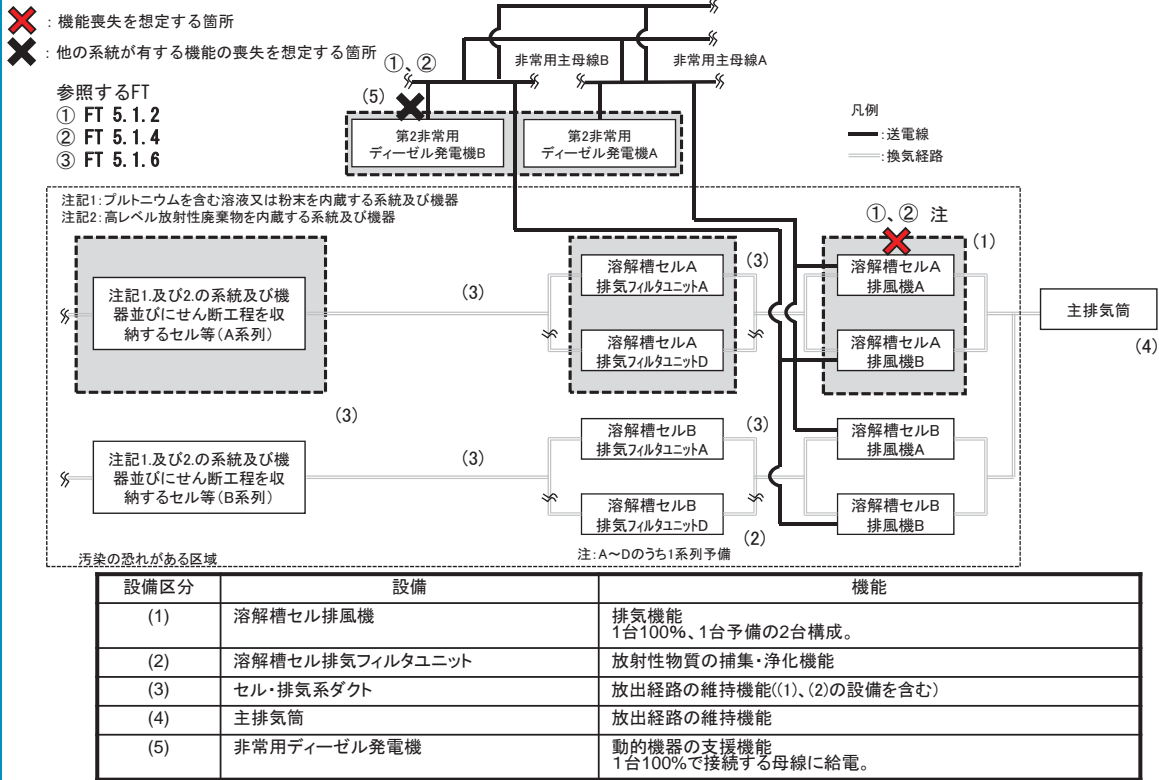 ：機能喪失を想定する箇所
：他の系統が有する機能の喪失を想定する箇所
参照するFT
① FT 5.1.2
② FT 5.1.4
③ FT 5.1.6
①、②
非常用主母線B
非常用主母線A
(5)
第2非常用
ディーゼル発電機B
第2非常用
ディーゼル発電機A
凡例
:送電線
:換気経路
注記1:プルトニウムを含む溶液又は粉末を内蔵する系統及び機器
注記2:高レベル放射性廃棄物を内蔵する系統及び機器
①、② 注
(1)
注記1.及び2.の系統及び機
器並びにせん断工程を収
納するセル等(A系列)
(3)
溶解槽セルA
排気フィルタユニットA
(3)
溶解槽セルA
排風機A
主排気筒
(4)
溶解槽セルA
排気フィルタユニットD
溶解槽セルA
排風機B
(3)
注記1.及び2.の系統及び機
器並びにせん断工程を収
納するセル等(B系列)
(3)
溶解槽セルB
排気フィルタユニットA
(3)
溶解槽セルB
排風機A
溶解槽セルB
排気フィルタユニットD
(2)
溶解槽セルB
排風機B
汚染の恐れがある区域
注:A～Dのうち1系列予備
設備区分 設備 機能
(1) 溶解槽セル排風機 排気機能
1台100%、1台予備の2台構成。
(2) 溶解槽セル排気フィルタユニット 放射性物質の捕集・浄化機能
(3) セル・排気系ダクト 放出経路の維持機能((1)、(2)の設備を含む)
(4) 主排気筒 放出経路の維持機能
(5) 非常用ディーゼル発電機 動的機器の支援機能
1台100%で接続する母線に給電。